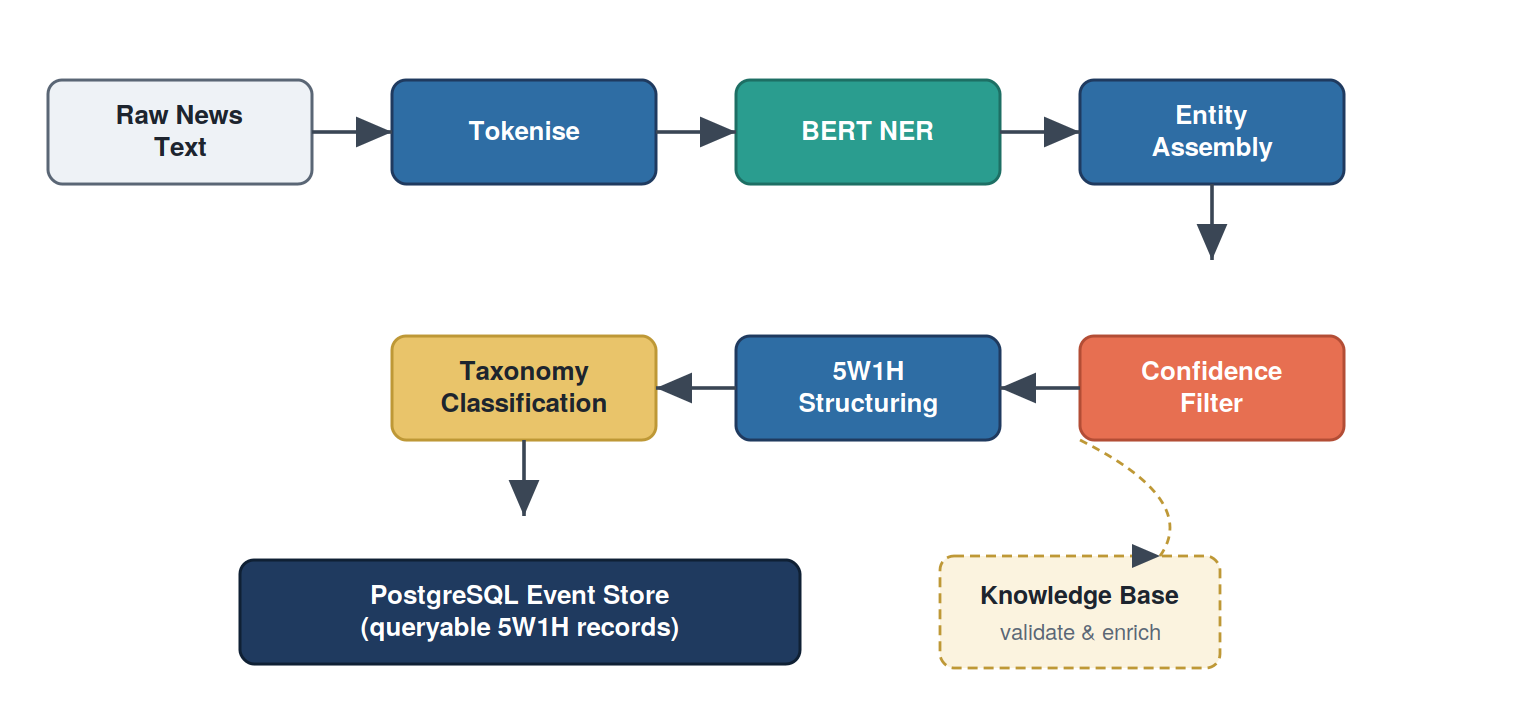 Raw News
Text
Tokenise
BERT NER
Entity
Assembly
Taxonomy
Classification
5W1H
Structuring
Confidence
Filter
PostgreSQL Event Store
(queryable 5W1H records)
Knowledge Base
validate & enrich